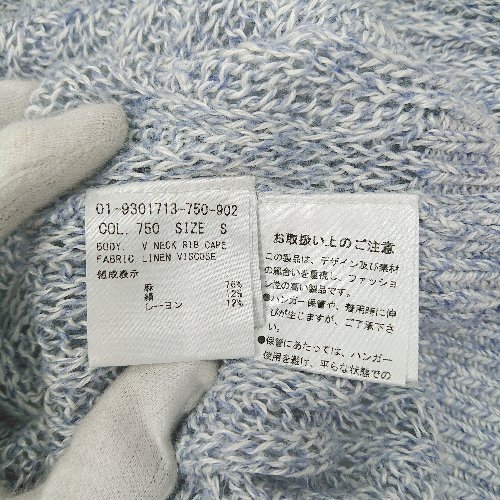 01-9301713-750-902
COL. 750 SIZE S
BODY. V NECK RIB CAPE
FABRIC LINEN VISCOSE
組成表示
麻 76%
綿 12%
レーヨン 12%
お取扱い上のご注意
この製品は、デザイン及び素材
の風合いを重視し、ファッショ
ン性の高い製品です。
●ハンガー保管や、着用時に伸
びが生じますが、ご了承下さ
い。
●保管にあたっては、ハンガー
使用を避け、平らな状態での